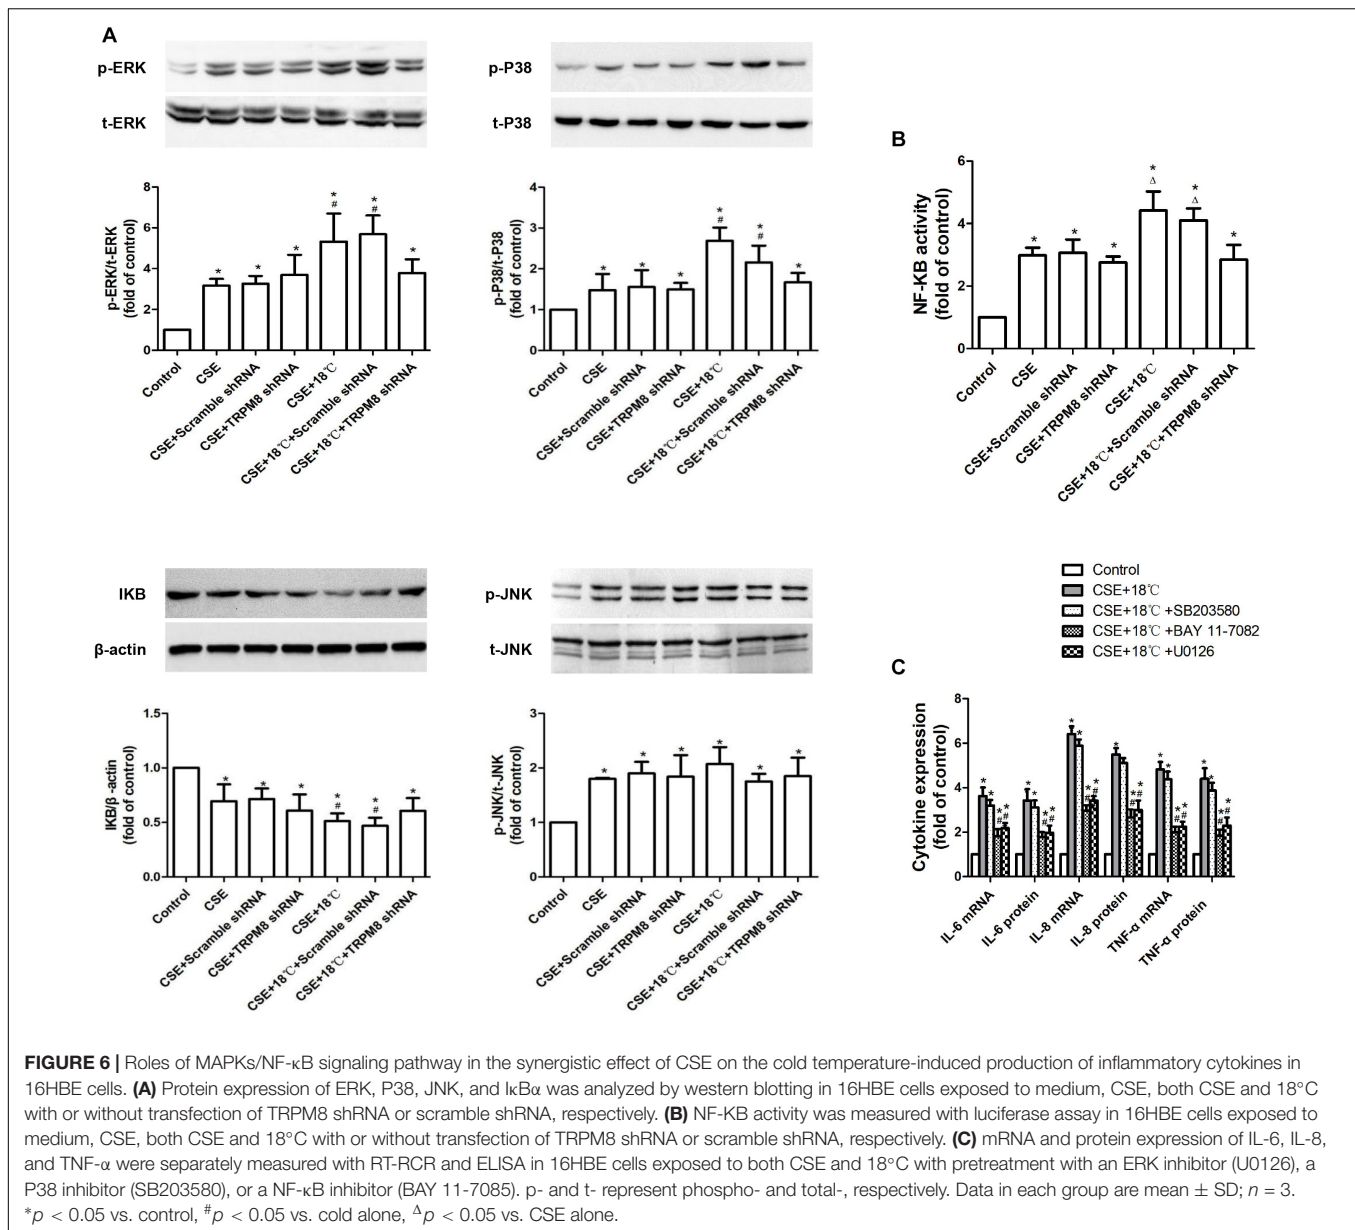 A
p-ERK
t-ERK
8
6
4
2
0
p-ERK/t-ERK
(fold of control)
*
*
*
*
#
*
#
*
Control
CSE
CSE+Scramble shRNA
CSE+TRPM8 shRNA
CSE+18℃
CSE+18℃+Scramble shRNA
CSE+18℃+TRPM8 shRNA
p-P38
t-P38
4
3
2
1
0
p-P38/t-P38
(fold of control)
*
*
*
*
#
*
#
*
Control
CSE
CSE+Scramble shRNA
CSE+TRPM8 shRNA
CSE+18℃
CSE+18℃+Scramble shRNA
CSE+18℃+TRPM8 shRNA
B
6
4
2
0
NF-KB activity
(fold of control)
*
*
*
*
Δ
*
Δ
*
Control
CSE
CSE+Scramble shRNA
CSE+TRPM8 shRNA
CSE+18℃
CSE+18℃+Scramble shRNA
CSE+18℃+TRPM8 shRNA
IKB
β-actin
1.5
1.0
0.5
0.0
IKB/β-actin
(fold of control)
*
*
*
*
#
*
#
*
Control
CSE
CSE+Scramble shRNA
CSE+TRPM8 shRNA
CSE+18℃
CSE+18℃+Scramble shRNA
CSE+18℃+TRPM8 shRNA
p-JNK
t-JNK
3
2
1
0
p-JNK/t-JNK
(fold of control)
*
*
*
*
*
*
Control
CSE
CSE+Scramble shRNA
CSE+TRPM8 shRNA
CSE+18℃
CSE+18℃+Scramble shRNA
CSE+18℃+TRPM8 shRNA
Control
CSE+18℃
CSE+18℃ +SB203580
CSE+18℃ +BAY 11-7082
CSE+18℃ +U0126
C
8
6
4
2
0
Cytokine expression
(fold of control)
* * * *
# #
* * * *
# #
* * * *
# #
* * *
# #
* * * *
# #
* * * *
# #
IL-6 mRNA
IL-6 protein
IL-8 mRNA
IL-8 protein
TNF-α mRNA
TNF-α protein
FIGURE 6 | Roles of MAPKs/NF-κB signaling pathway in the synergistic effect of CSE on the cold temperature-induced production of inflammatory cytokines in
16HBE cells. (A) Protein expression of ERK, P38, JNK, and IκBα was analyzed by western blotting in 16HBE cells exposed to medium, CSE, both CSE and 18°C
with or without transfection of TRPM8 shRNA or scramble shRNA, respectively. (B) NF-KB activity was measured with luciferase assay in 16HBE cells exposed to
medium, CSE, both CSE and 18°C with or without transfection of TRPM8 shRNA or scramble shRNA, respectively. (C) mRNA and protein expression of IL-6, IL-8,
and TNF-α were separately measured with RT-RCR and ELISA in 16HBE cells exposed to both CSE and 18°C with pretreatment with an ERK inhibitor (U0126), a
P38 inhibitor (SB203580), or a NF-κB inhibitor (BAY 11-7085). p- and t- represent phospho- and total-, respectively. Data in each group are mean ± SD; n = 3.
*p < 0.05 vs. control, #p < 0.05 vs. cold alone, Δp < 0.05 vs. CSE alone.